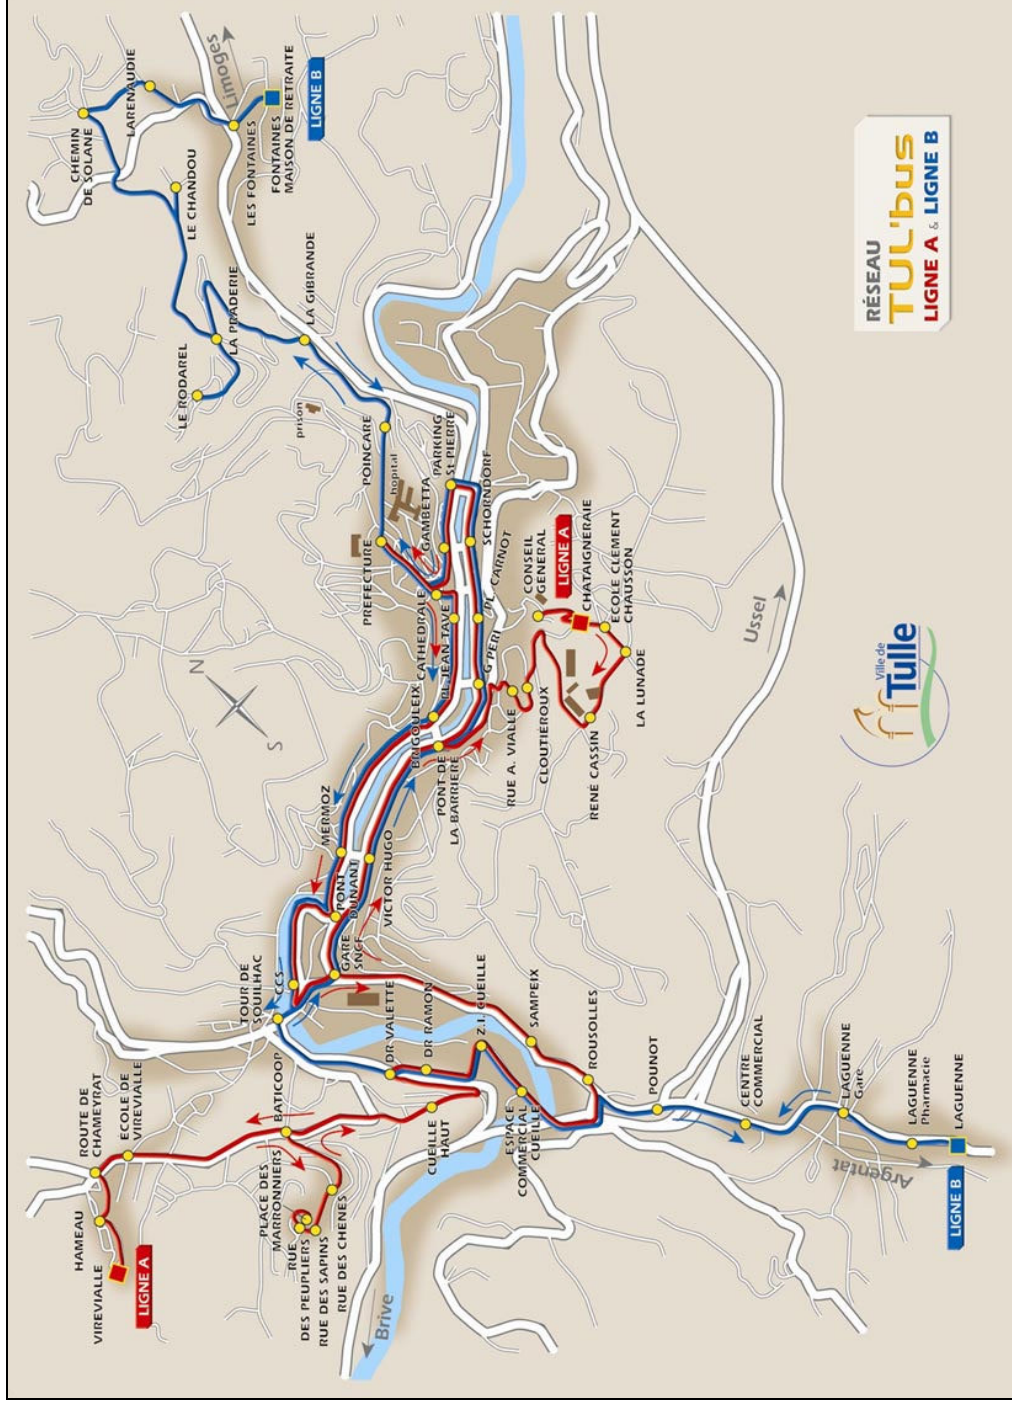 RÉSEAU
TUL'bus
LIGNE A & LIGNE B
Ville de
Tulle
LIGNE A
VIREVIALLE
HAMEAU
ROUTE DE
CHAMEYRAT
ECOLE DE
VIREVIALLE
BATICOOP
PLACE DES
MARRONNIERS
RUE
DES PEUPLIERS
RUE DES SAPINS
RUE DES CHENES
CUEILLE
HAUT
TOUR DE
SOUILHAC
CCS
DR VALETTE
DR RAMON
Z.I. CUEILLE
ESPACE
COMMERCIAL
CUEILLE
GARE
SNCF
SAMPEIX
ROUSOLLES
POUNOT
CENTRE
COMMERCIAL
LAGUENNE
Gare
LAGUENNE
Pharmacie
LAGUENNE
LIGNE B
Argentat
Brive
PONT
DUNANT
MERMOZ
VICTOR HUGO
BRIGOULEIX
PONT DE
LA BARRIERE
CATHEDRALE
PL. JEAN TAVE
G PERI
PL. CARNOT
SCHORNDORF
PARKING
St PIERRE
GAMBETTA
hopital
PREFECTURE
POINCARE
prison
RUE A. VIALLE
CLOUTIEROUX
RENÉ CASSIN
LA LUNADE
ECOLE CLEMENT
CHAUSSON
CHATAIGNERAIE
LIGNE A
CONSEIL
GENERAL
Ussel
N
S
LA GIBRANDE
LA PRADERIE
LE RODAREL
LE CHANDOU
CHEMIN
DE SOLANE
LARENAUDIE
LES FONTAINES
FONTAINES
MAISON DE RETRAITE
LIGNE B
Limoges